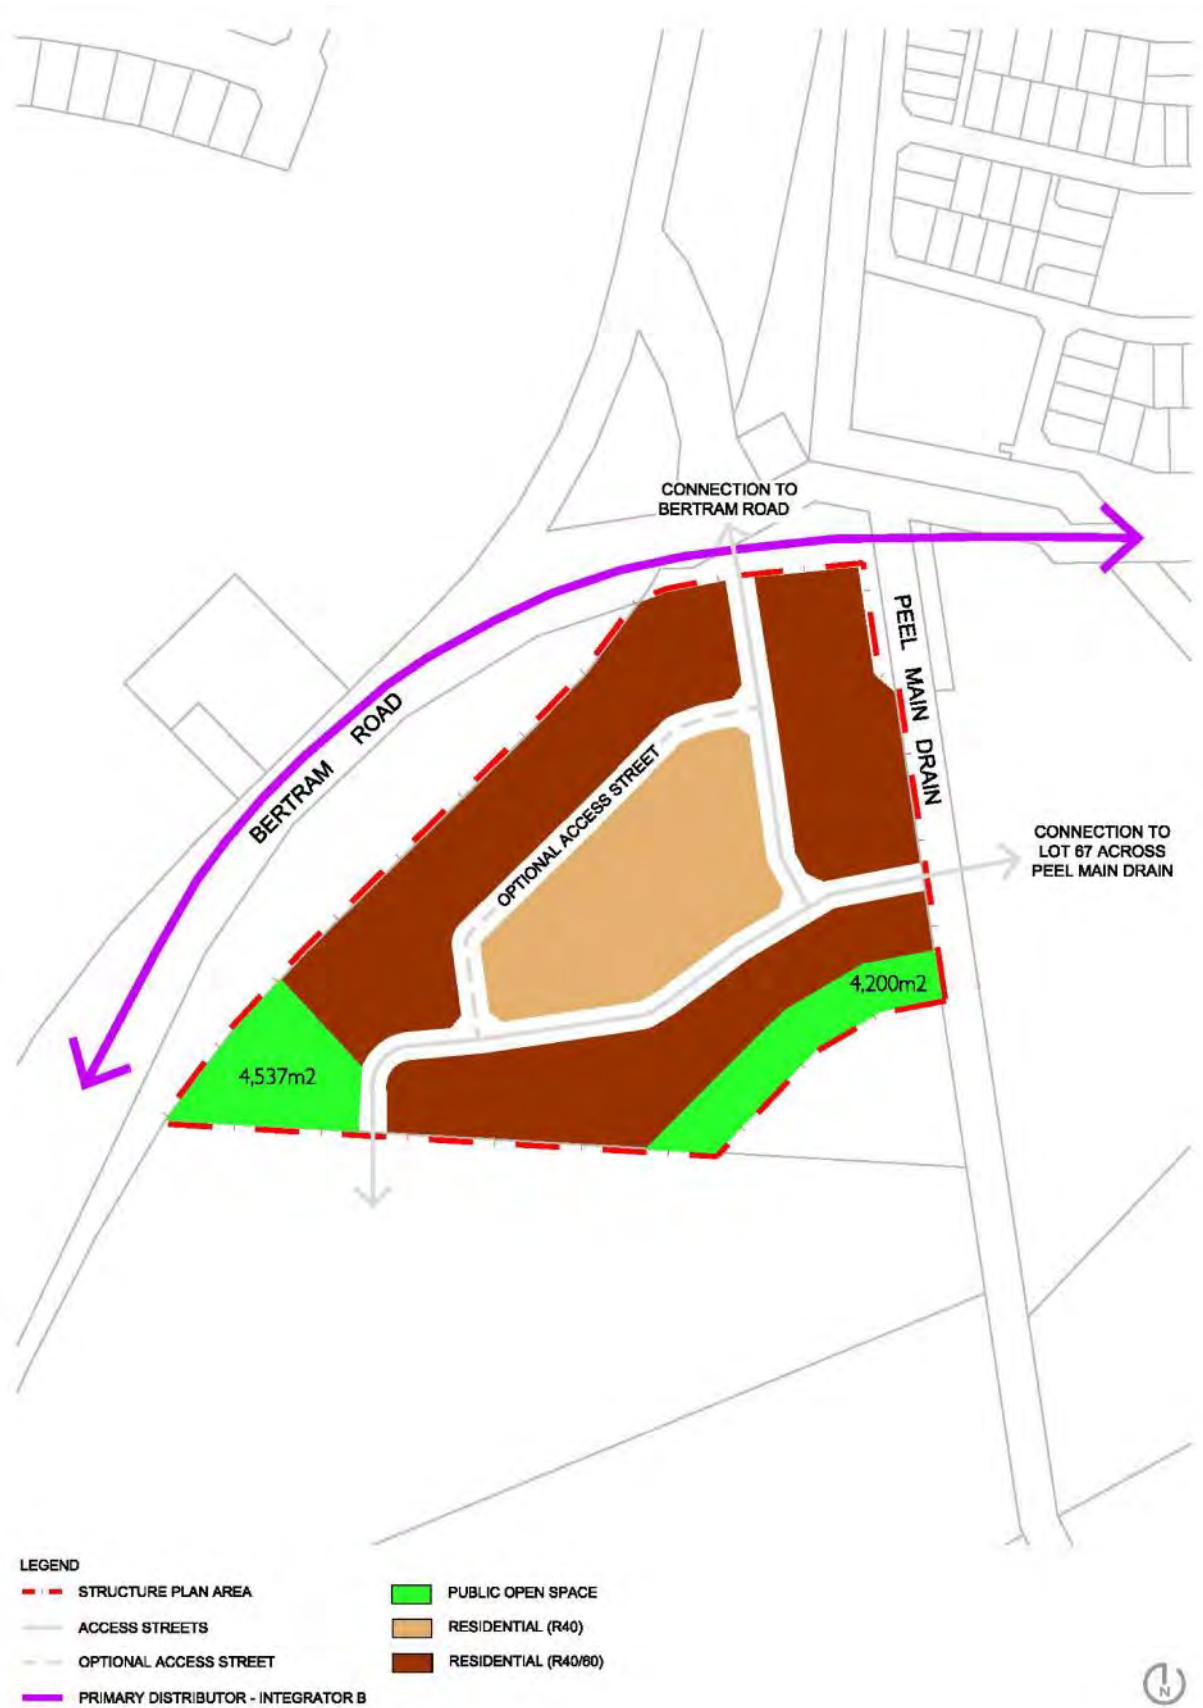 CONNECTION TO
BERTRAM ROAD
PEEL MAIN DRAIN
BERTRAM ROAD
OPTIONAL ACCESS STREET
CONNECTION TO
LOT 67 ACROSS
PEEL MAIN DRAIN
4,200m2
4,537m2
LEGEND
STRUCTURE PLAN AREA
ACCESS STREETS
OPTIONAL ACCESS STREET
PRIMARY DISTRIBUTOR - INTEGRATOR B
PUBLIC OPEN SPACE
RESIDENTIAL (R40)
RESIDENTIAL (R40/60)
N